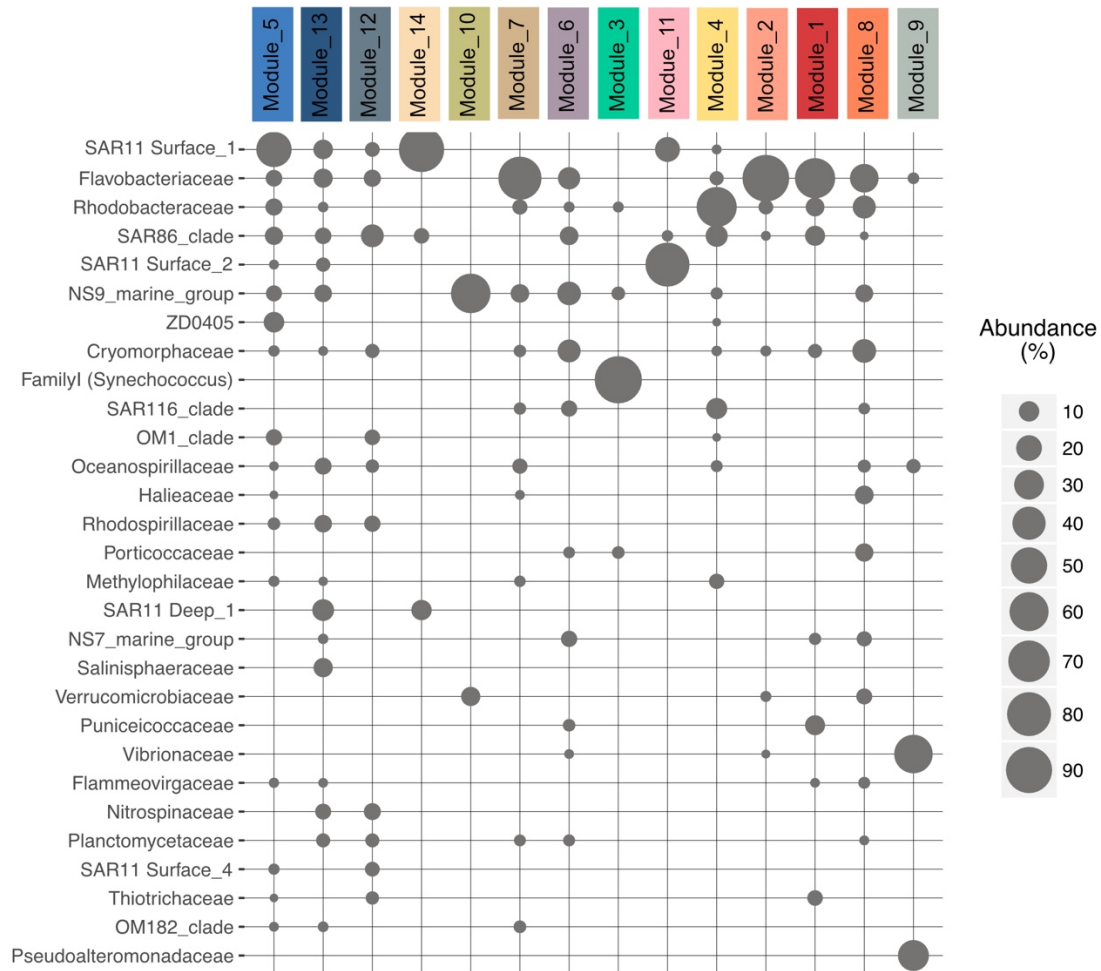 Module_5
Module_13
Module_12
Module_14
Module_10
Module_7
Module_6
Module_3
Module_11
Module_4
Module_2
Module_1
Module_8
Module_9
SAR11 Surface_1
Flavobacteriaceae
Rhodobacteraceae
SAR86_clade
SAR11 Surface_2
NS9_marine_group
ZD0405
Cryomorphaceae
FamilyI (Synechococcus)
SAR116_clade
OM1_clade
Oceanospirillaceae
Halieaceae
Rhodospirillaceae
Porticoccaceae
Methylophilaceae
SAR11 Deep_1
NS7_marine_group
Salinisphaeraceae
Verrucomicrobiaceae
Puniceicoccaceae
Vibrionaceae
Flammeovirgaceae
Nitrospinaceae
Planctomycetaceae
SAR11 Surface_4
Thiotrichaceae
OM182_clade
Pseudoalteromonadaceae
Abundance
(%)
10
20
30
40
50
60
70
80
90